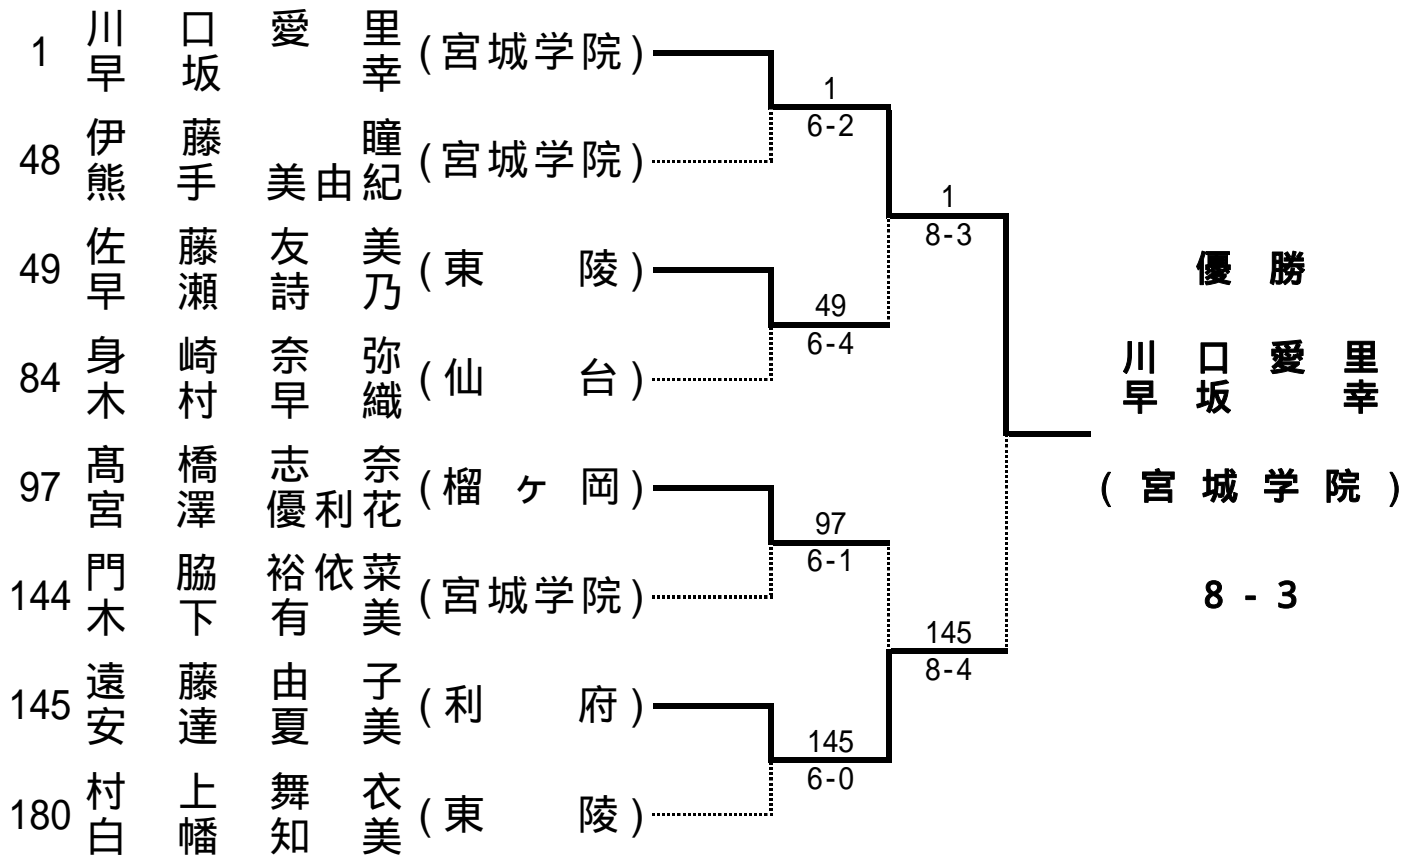 1 川口愛里 (宮城学院)
早坂 幸
48 伊藤 瞳 (宮城学院)
熊手美由紀
49 佐藤友美 (東陵)
早瀬詩乃
84 身崎奈弥 (仙台)
木村早織
97 髙橋志奈 (榴ヶ岡)
宮澤優利花
144 門脇裕依菜 (宮城学院)
木下有美
145 遠藤由子 (利府)
安達夏美
180 村上舞衣 (東陵)
白幡知美
1
6-2
49
6-4
97
6-1
145
6-0
1
8-3
145
8-4
優勝
川口愛里
早坂 幸
(宮城学院)
8-3